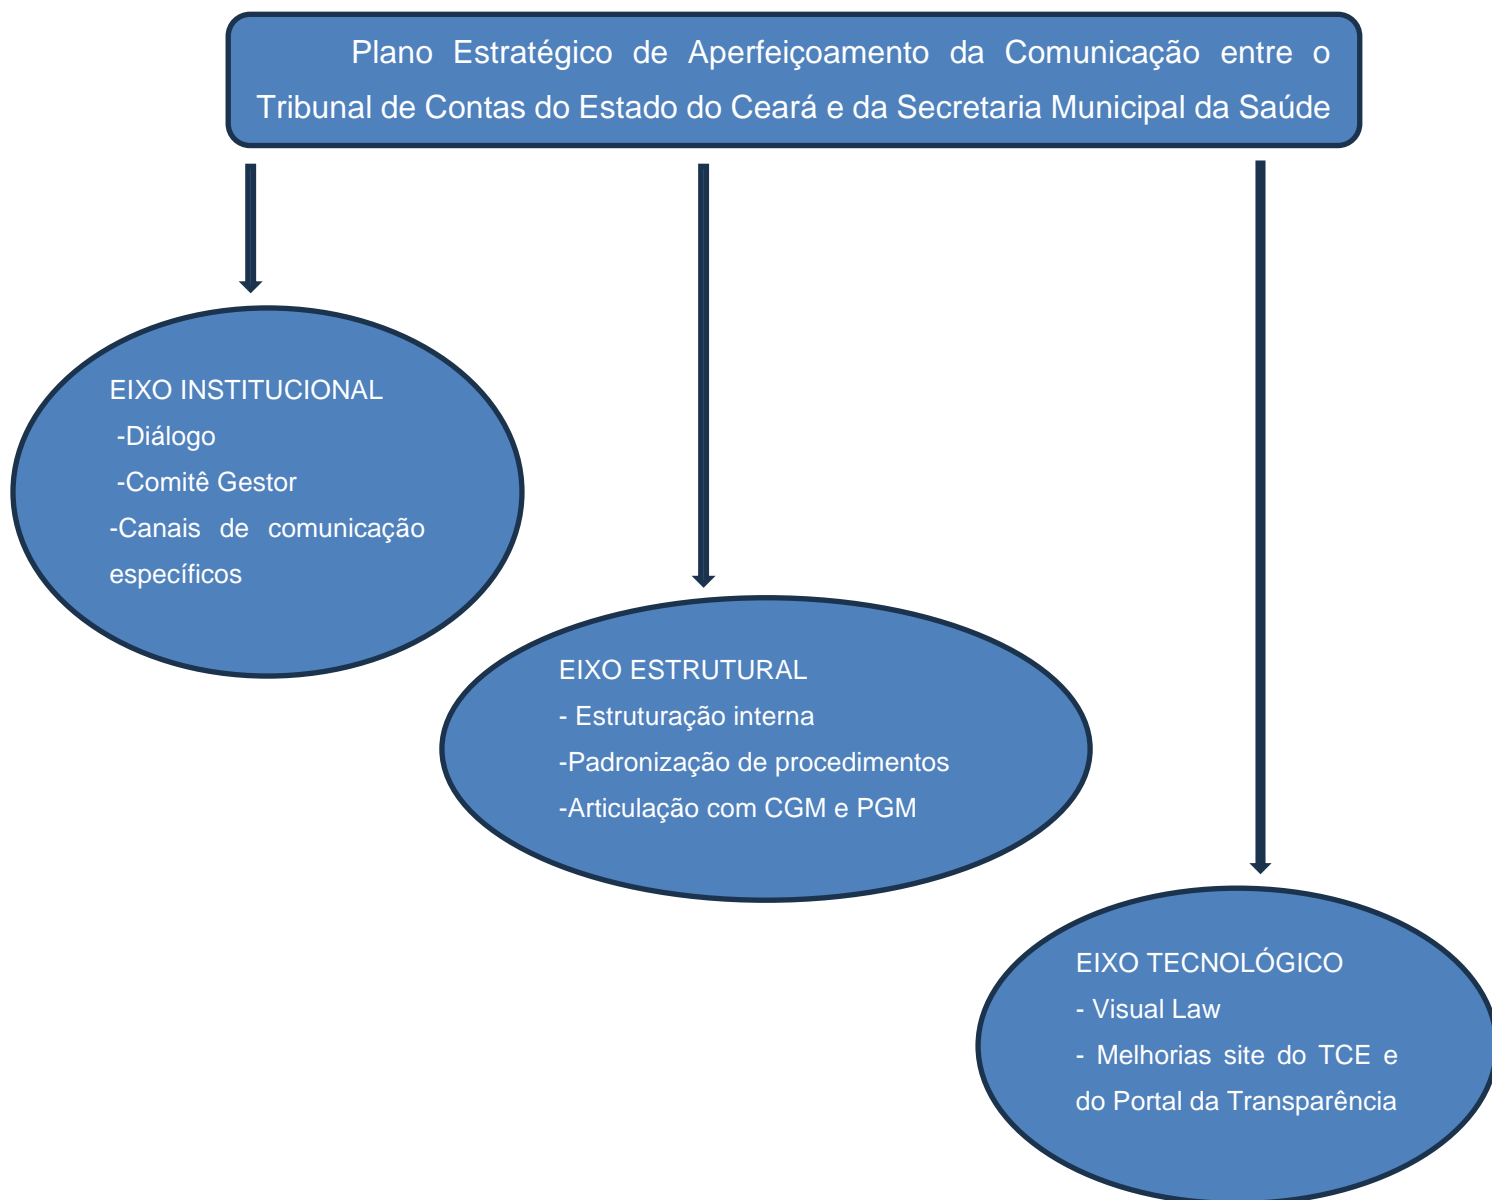 Plano Estratégico de Aperfeiçoamento da Comunicação entre o
Tribunal de Contas do Estado do Ceará e da Secretaria Municipal da Saúde
EIXO INSTITUCIONAL
-Diálogo
-Comitê Gestor
-Canais de comunicação
específicos
EIXO ESTRUTURAL
- Estruturação interna
-Padronização de procedimentos
-Articulação com CGM e PGM
EIXO TECNOLÓGICO
- Visual Law
- Melhorias site do TCE e
do Portal da Transparência